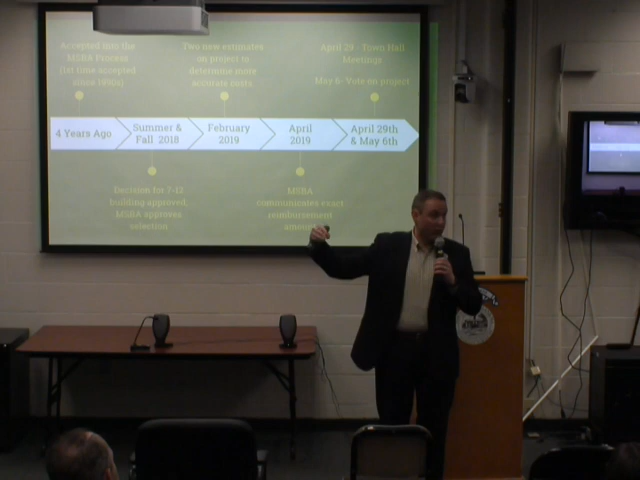 Accepted into the
MSBA Process
(1st time accepted
since 1990s)
Two new estimates
on project to
determine more
accurate costs
April 29 - Town Hall
Meetings
May 6- Vote on project
4 Years Ago
Summer &
Fall 2018
February
2019
April
2019
April 29th
& May 6th
Decision for 7-12
building approved;
MSBA approves
selection
MSBA
communicates exact
reimbursement